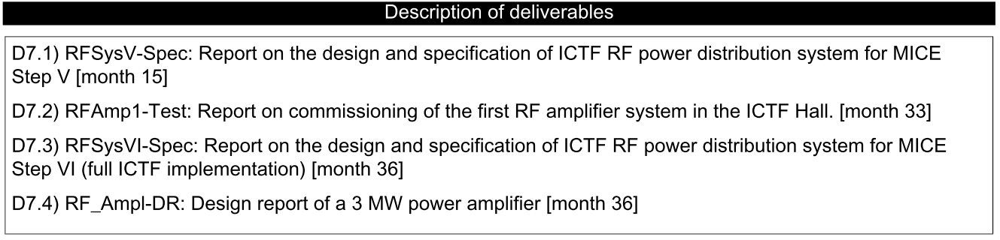 Description of deliverables
D7.1) RFSysV-Spec: Report on the design and specification of ICTF RF power distribution system for MICE
Step V [month 15]
D7.2) RFAmp1-Test: Report on commissioning of the first RF amplifier system in the ICTF Hall. [month 33]
D7.3) RFSysVI-Spec: Report on the design and specification of ICTF RF power distribution system for MICE
Step VI (full ICTF implementation) [month 36]
D7.4) RF_Ampl-DR: Design report of a 3 MW power amplifier [month 36]